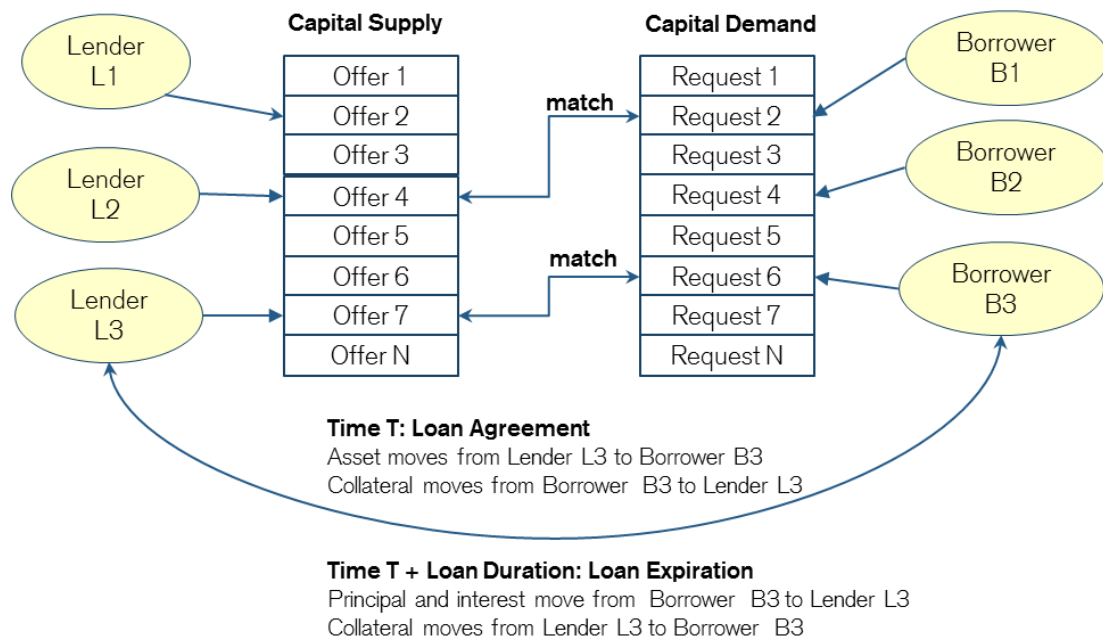 Capital Supply
Capital Demand
Lender
L1
Lender
L2
Lender
L3
Offer 1
Offer 2
Offer 3
Offer 4
Offer 5
Offer 6
Offer 7
Offer N
match
match
Request 1
Request 2
Request 3
Request 4
Request 5
Request 6
Request 7
Request N
Borrower
B1
Borrower
B2
Borrower
B3
Time T: Loan Agreement
Asset moves from Lender L3 to Borrower B3
Collateral moves from Borrower B3 to Lender L3
Time T + Loan Duration: Loan Expiration
Principal and interest move from Borrower B3 to Lender L3
Collateral moves from Lender L3 to Borrower B3